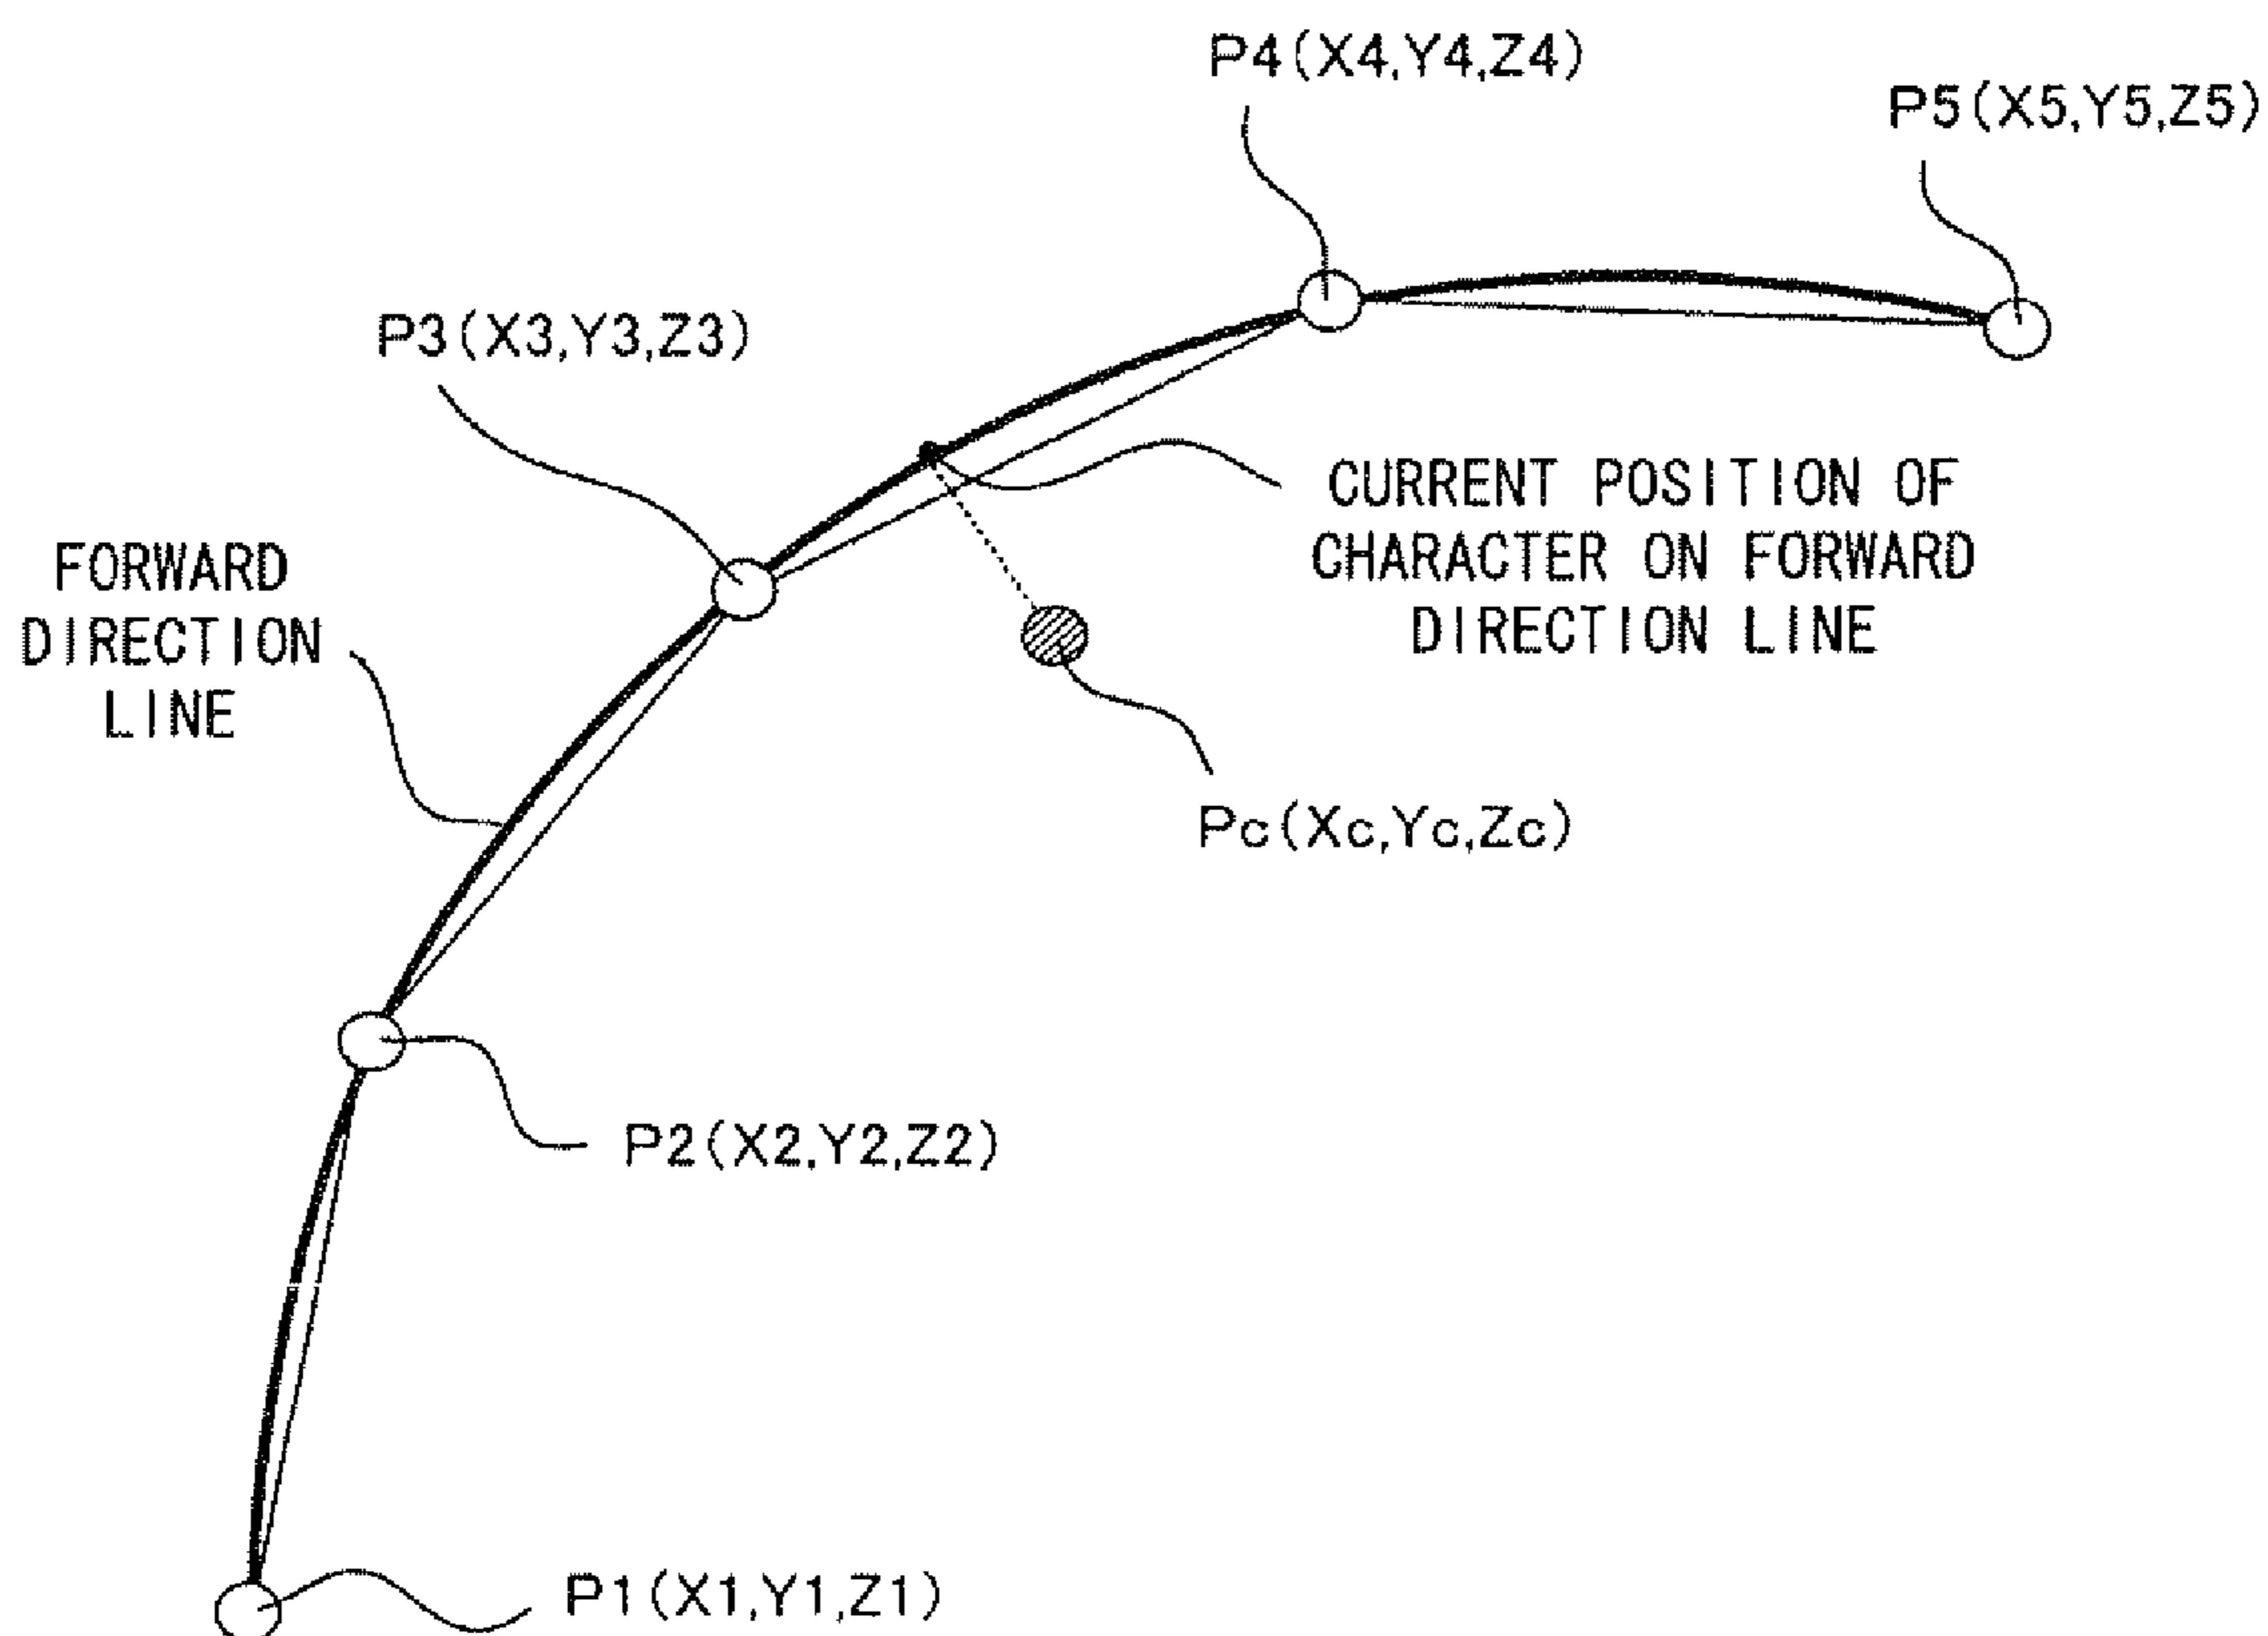 P4(X4,Y4,Z4)
P5(X5,Y5,Z5)
P3(X3,Y3,Z3)
CURRENT POSITION OF
CHARACTER ON FORWARD
DIRECTION LINE
FORWARD
DIRECTION
LINE
Pc(Xc,Yc,Zc)
P2(X2,Y2,Z2)
P1(X1,Y1,Z1)